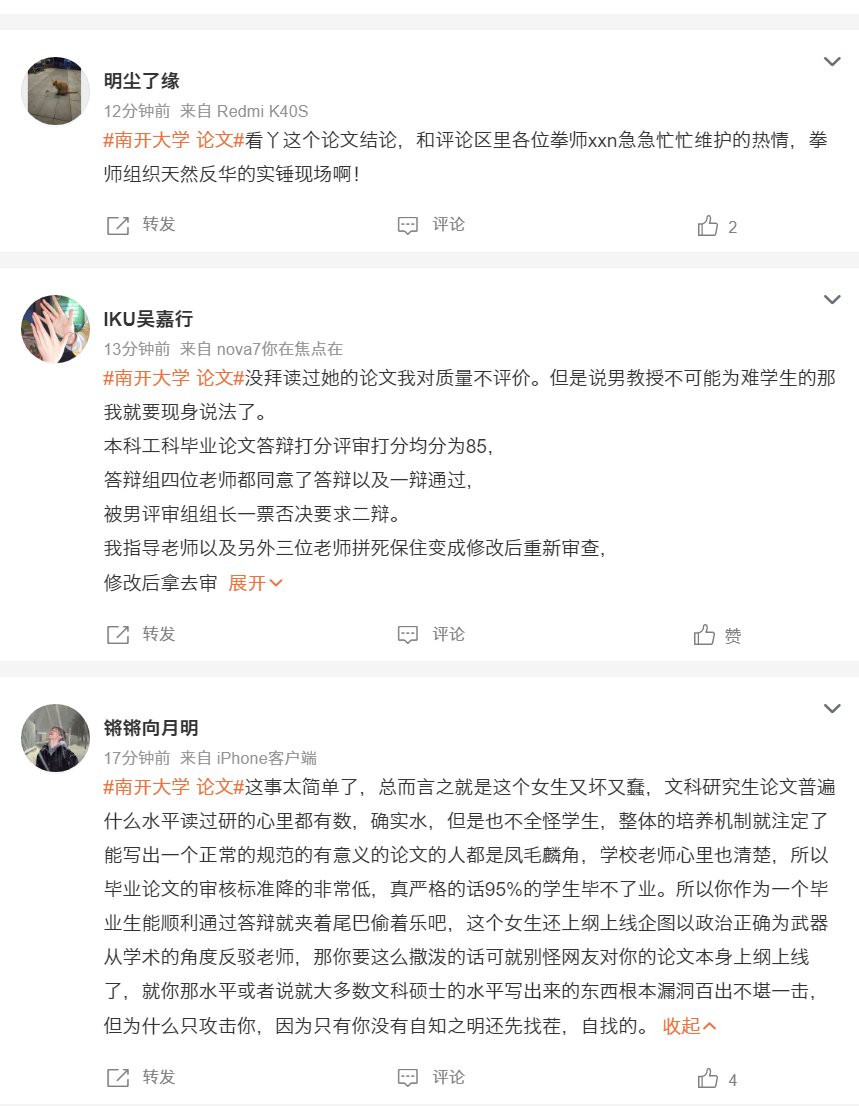 明尘了缘
12分钟前 来自 Redmi K40S
#南开大学 论文#看丫这个论文结论，和评论区里各位拳师xxn急急忙忙维护的热情，拳
师组织天然反华的实锤现场啊！
转发 评论 2
IKU吴嘉行
13分钟前 来自 nova7你在焦点在
#南开大学 论文#没拜读过她的论文我对质量不评价。但是说男教授不可能为难学生的那
我就要现身说法了。
本科工科毕业论文答辩打分评审打分均分为85，
答辩组四位老师都同意了答辩以及一辩通过，
被男评审组组长一票否决要求二辩。
我指导老师以及另外三位老师拼死保住变成修改后重新审查，
修改后拿去审 展开
转发 评论 赞
锵锵向月明
17分钟前 来自 iPhone客户端
#南开大学 论文#这事太简单了，总而言之就是这个女生又坏又蠢，文科研究生论文普遍
什么水平读过研的心里都有数，确实水，但是也不全怪学生，整体的培养机制就注定了
能写出一个正常的规范的有意义的论文的人都是凤毛麟角，学校老师心里也清楚，所以
毕业论文的审核标准降的非常低，真严格的话95%的学生毕不了业。所以你作为一个毕
业生能顺利通过答辩就夹着尾巴偷着乐吧，这个女生还上纲上线企图以政治正确为武器
从学术的角度反驳老师，那你要这么撒泼的话可就别怪网友对你的论文本身上纲上线
了，就你那水平或者说就大多数文科硕士的水平写出来的东西根本漏洞百出不堪一击，
但为什么只攻击你，因为只有你没有自知之明还先找茬，自找的。 收起
转发 评论 4